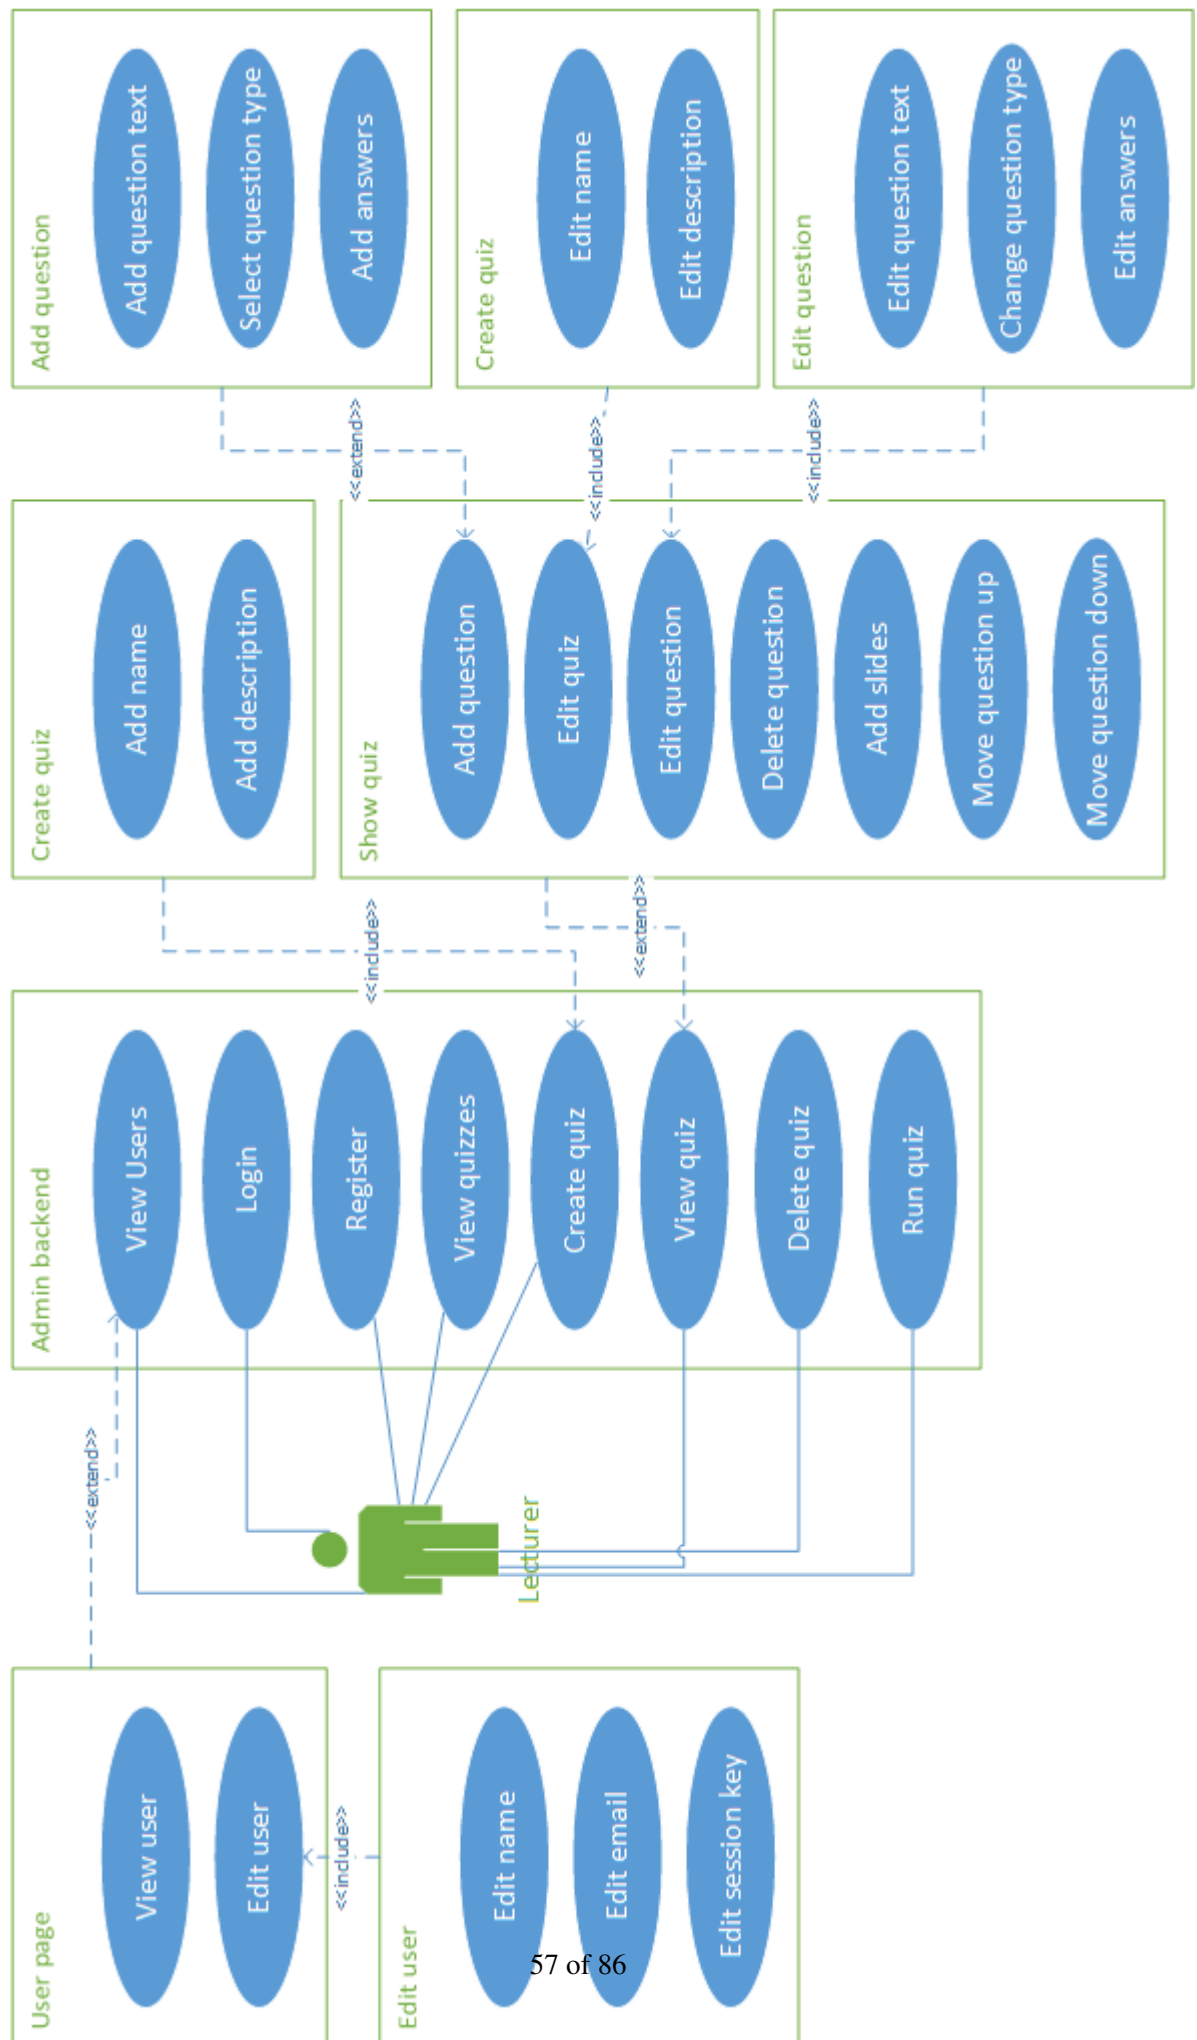 User page
View user
Edit user
<<include>>
Edit user
Edit name
Edit email
Edit session key
<<extend>>
Lecturer
Admin backend
View Users
Login
Register
View quizzes
Create quiz
View quiz
Delete quiz
Run quiz
<<include>>
<<extend>>
Create quiz
Add name
Add description
Show quiz
Add question
Edit quiz
Edit question
Delete question
Add slides
Move question up
Move question down
<<extend>>
<<include>>
<<include>>
Add question
Add question text
Select question type
Add answers
Create quiz
Edit name
Edit description
Edit question
Edit question text
Change question type
Edit answers
57 of 86